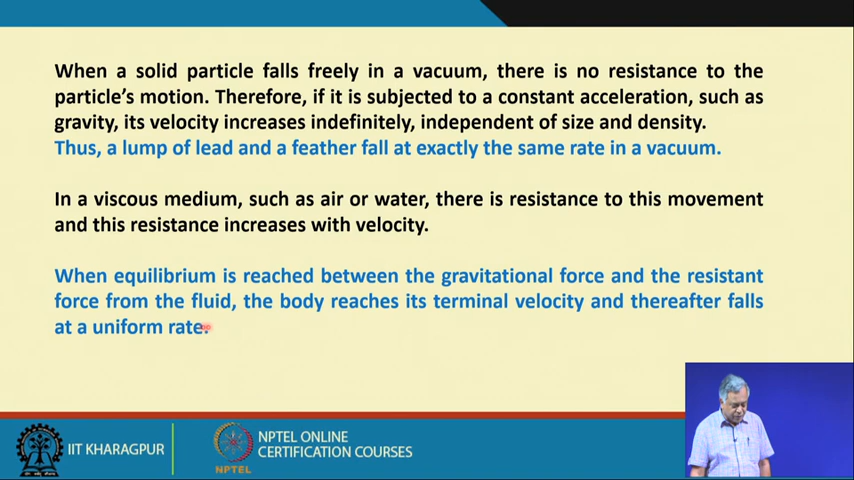 When a solid particle falls freely in a vacuum, there is no resistance to the
particle's motion. Therefore, if it is subjected to a constant acceleration, such as
gravity, its velocity increases indefinitely, independent of size and density.
Thus, a lump of lead and a feather fall at exactly the same rate in a vacuum.
In a viscous medium, such as air or water, there is resistance to this movement
and this resistance increases with velocity.
When equilibrium is reached between the gravitational force and the resistant
force from the fluid, the body reaches its terminal velocity and thereafter falls
at a uniform rate.
IIT KHARAGPUR
NPTEL
NPTEL ONLINE
CERTIFICATION COURSES